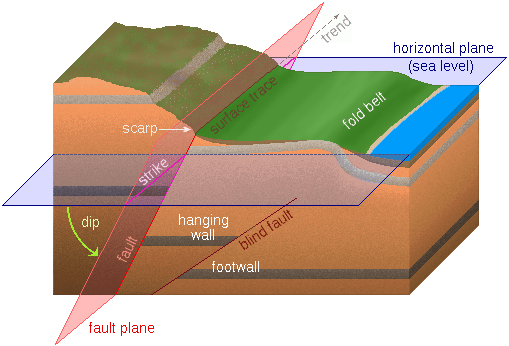 trend
horizontal plane
(sea level)
surface trace
fold belt
scarp
strike
dip
hanging
wall
blind fault
fault
footwall
fault plane